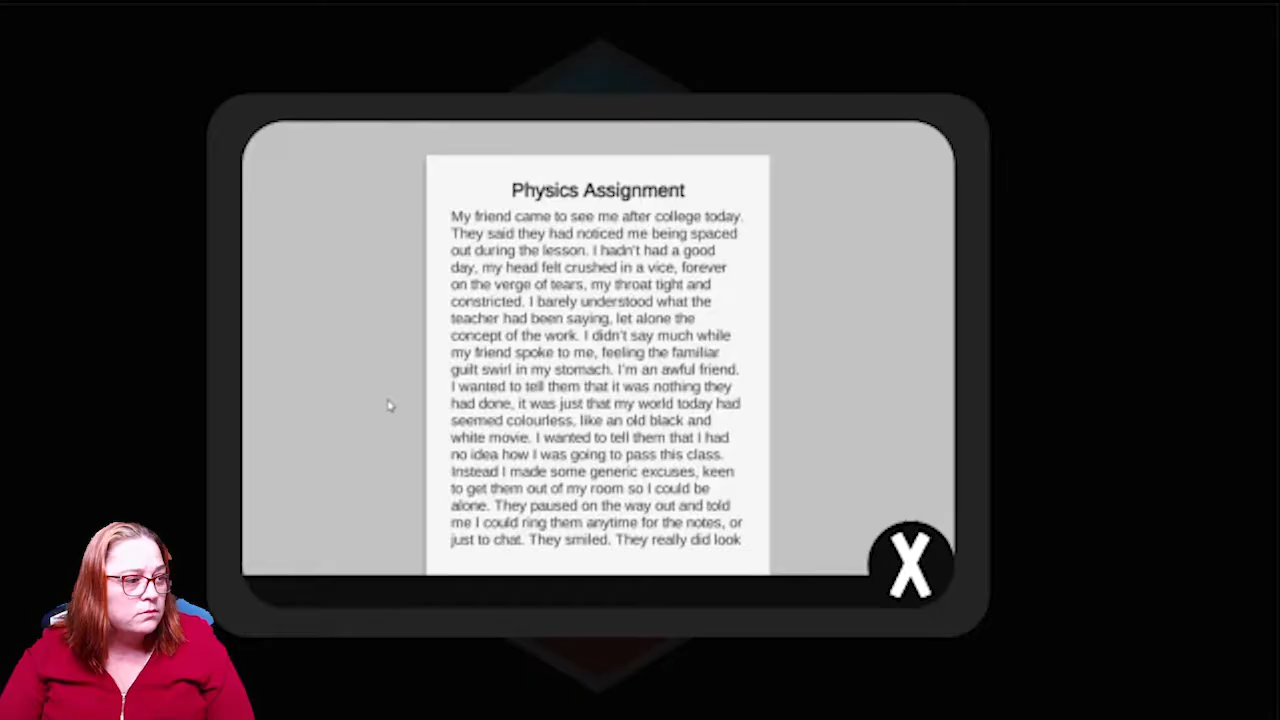 Physics Assignment
My friend came to see me after college today.
They said they had noticed me being spaced
out during the lesson. I hadn't had a good
day, my head felt crushed in a vice, forever
on the verge of tears, my throat tight and
constricted. I barely understood what the
teacher had been saying, let alone the
concept of the work. I didn't say much while
my friend spoke to me, feeling the familiar
guilt swirl in my stomach. I'm an awful friend.
I wanted to tell them that it was nothing they
had done, it was just that my world today had
seemed colourless, like an old black and
white movie. I wanted to tell them that I had
no idea how I was going to pass this class.
Instead I made some generic excuses, keen
to get them out of my room so I could be
alone. They paused on the way out and told
me I could ring them anytime for the notes, or
just to chat. They smiled. They really did look
X